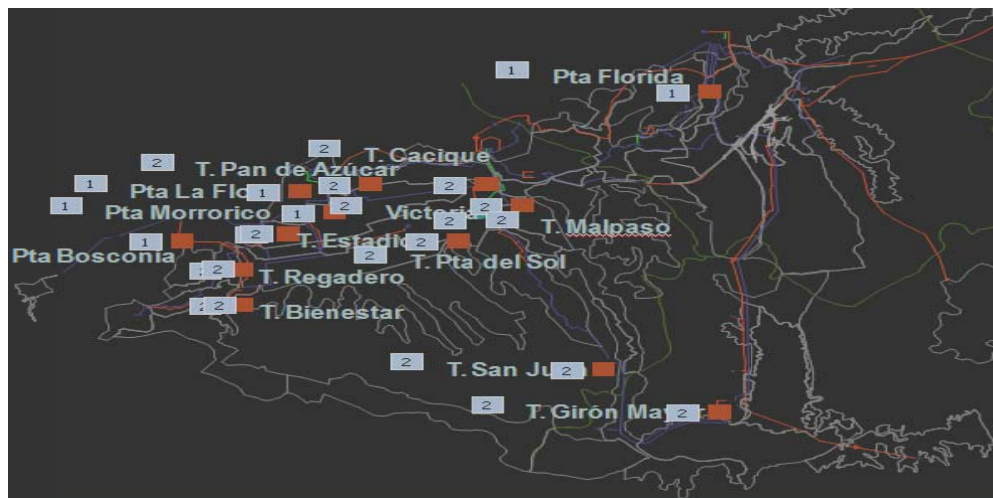 1
Pta Florida
1
2
T. Cacique
2
T. Pan de Azúcar
1
2
2
Pta La Flo
1
1
2
Pta Morrorico
1
Victoria
2
2
2
T. Malpaso
2
T. Estadio
2
Pta Bosconia
1
2
T. Pta del Sol
2
T. Regadero
2
T. Bienestar
2
T. San Ju
2
2
T. Girón Mayor
2